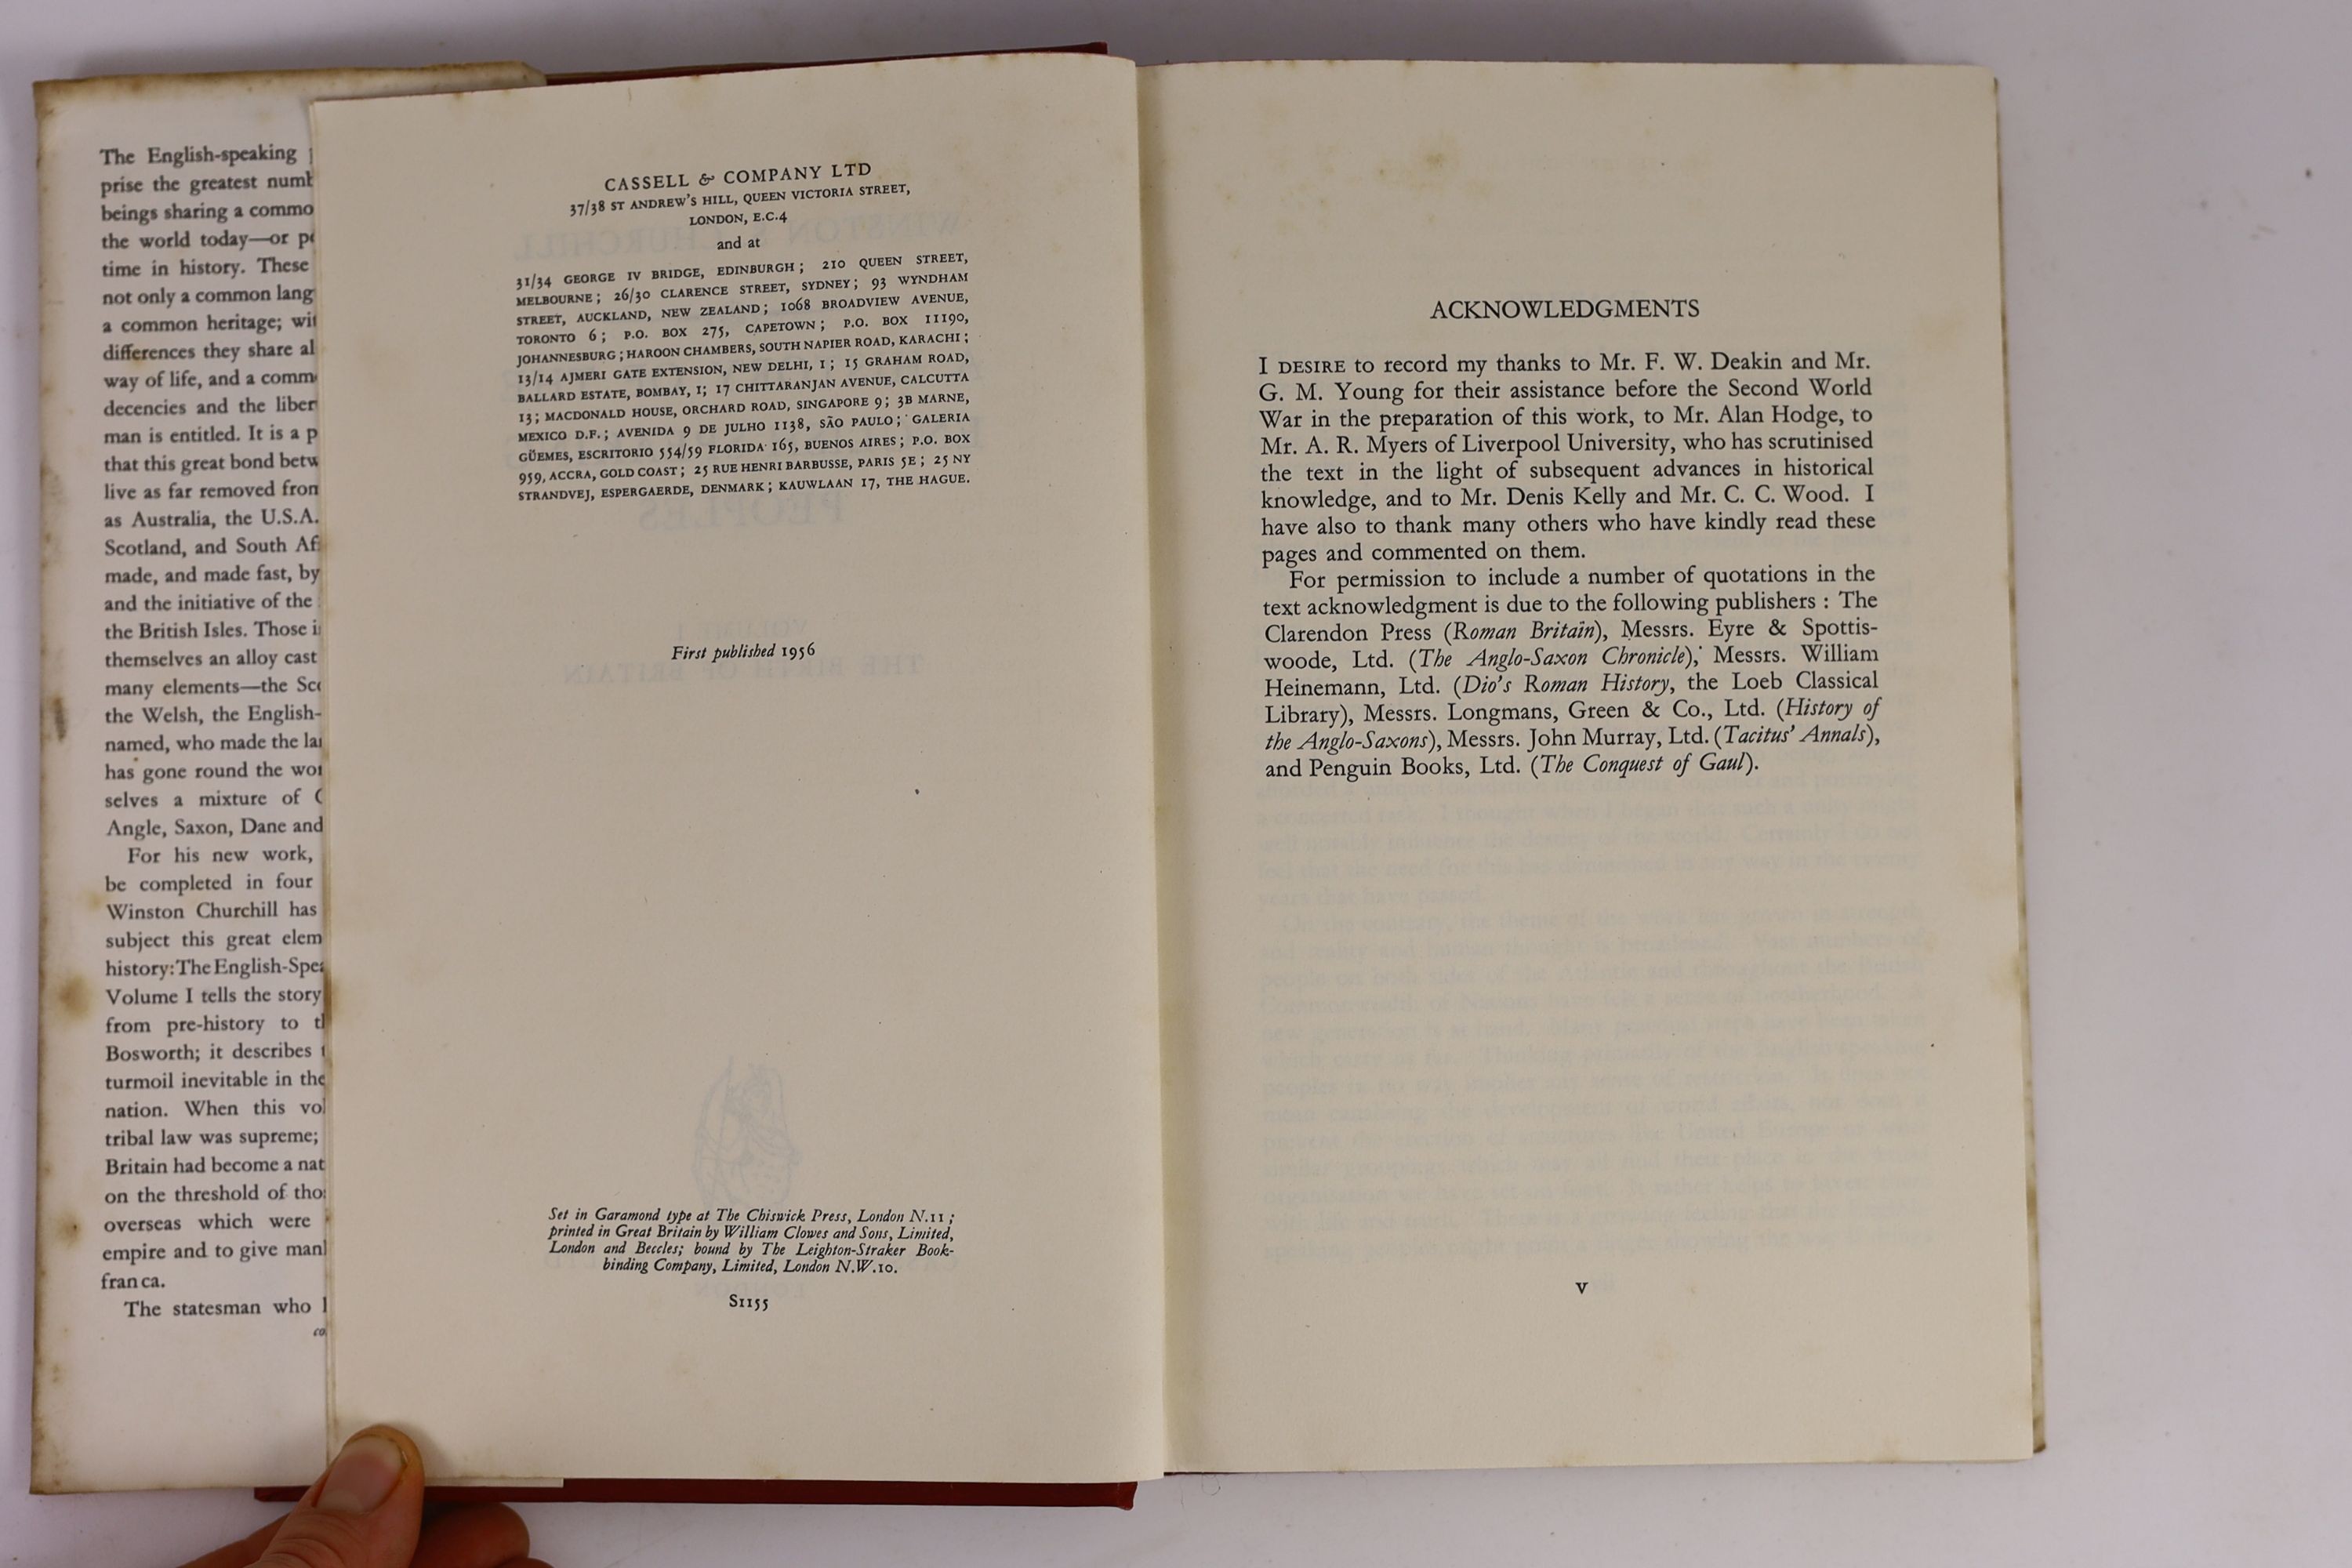 The English-speaking
prise the greatest numb
beings sharing a commo
the world today—or
time in history. These
not only a common lang
a common heritage; wit
differences they share al
way of life, and a comm
decencies and the liber
man is entitled. It is a p
that this great bond betw
live as far removed from
as Australia, the U.S.A.
Scotland, and South Af
made, and made fast, by
and the initiative of the
the British Isles. Those i
themselves an alloy cast
many elements—the Sco
the Welsh, the English-
named, who made the lan
has gone round the wor
selves a mixture of C
Angle, Saxon, Dane and
For his new work,
be completed in four
Winston Churchill has
subject this great elem
history: The English-Spea
Volume I tells the story
from pre-history to th
Bosworth; it describes t
turmoil inevitable in the
nation. When this vol
tribal law was supreme;
Britain had become a nat
on the threshold of thos
overseas which were
empire and to give man
fran ca.
The statesman who l
co
CASSELL & COMPANY LTD
37/38 ST ANDREW'S HILL, QUEEN VICTORIA STREET,
LONDON, E.C.4
and at
31/34 GEORGE IV BRIDGE, EDINBURGH; 210 QUEEN STREET,
MELBOURNE; 26/30 CLARENCE STREET, SYDNEY; 93 WYNDHAM
STREET, AUCKLAND, NEW ZEALAND; 1068 BROADVIEW AVENUE,
TORONTO 6; P.O. BOX 275, CAPETOWN; P.O. BOX 11190,
JOHANNESBURG; HAROON CHAMBERS, SOUTH NAPIER ROAD, KARACHI;
13/14 AJMERI GATE EXTENSION, NEW DELHI, 1; 15 GRAHAM ROAD,
BALLARD ESTATE, BOMBAY, 1; 17 CHITTARANJAN AVENUE, CALCUTTA
13; MACDONALD HOUSE, ORCHARD ROAD, SINGAPORE 9; 3B MARNE,
MEXICO D.F.; AVENIDA 9 DE JULHO 1138, SÃO PAULO; GALERIA
GÜEMES, ESCRITORIO 554/59 FLORIDA 165, BUENOS AIRES; P.O. BOX
959, ACCRA, GOLD COAST; 25 RUE HENRI BARBUSSE, PARIS 5E; 25 NY
STRANDVEJ, ESPERGAERDE, DENMARK; KAUWLAAN 17, THE HAGUE.
First published 1956
Set in Garamond type at The Chiswick Press, London N.11;
printed in Great Britain by William Clowes and Sons, Limited,
London and Beccles; bound by The Leighton-Straker Book-
binding Company, Limited, London N.W.10.
S1155
ACKNOWLEDGMENTS
I DESIRE to record my thanks to Mr. F. W. Deakin and Mr.
G. M. Young for their assistance before the Second World
War in the preparation of this work, to Mr. Alan Hodge, to
Mr. A. R. Myers of Liverpool University, who has scrutinised
the text in the light of subsequent advances in historical
knowledge, and to Mr. Denis Kelly and Mr. C. C. Wood. I
have also to thank many others who have kindly read these
pages and commented on them.
For permission to include a number of quotations in the
text acknowledgment is due to the following publishers : The
Clarendon Press (Roman Britain), Messrs. Eyre & Spottis-
woode, Ltd. (The Anglo-Saxon Chronicle), Messrs. William
Heinemann, Ltd. (Dio's Roman History, the Loeb Classical
Library), Messrs. Longmans, Green & Co., Ltd. (History of
the Anglo-Saxons), Messrs. John Murray, Ltd. (Tacitus' Annals),
and Penguin Books, Ltd. (The Conquest of Gaul).
v